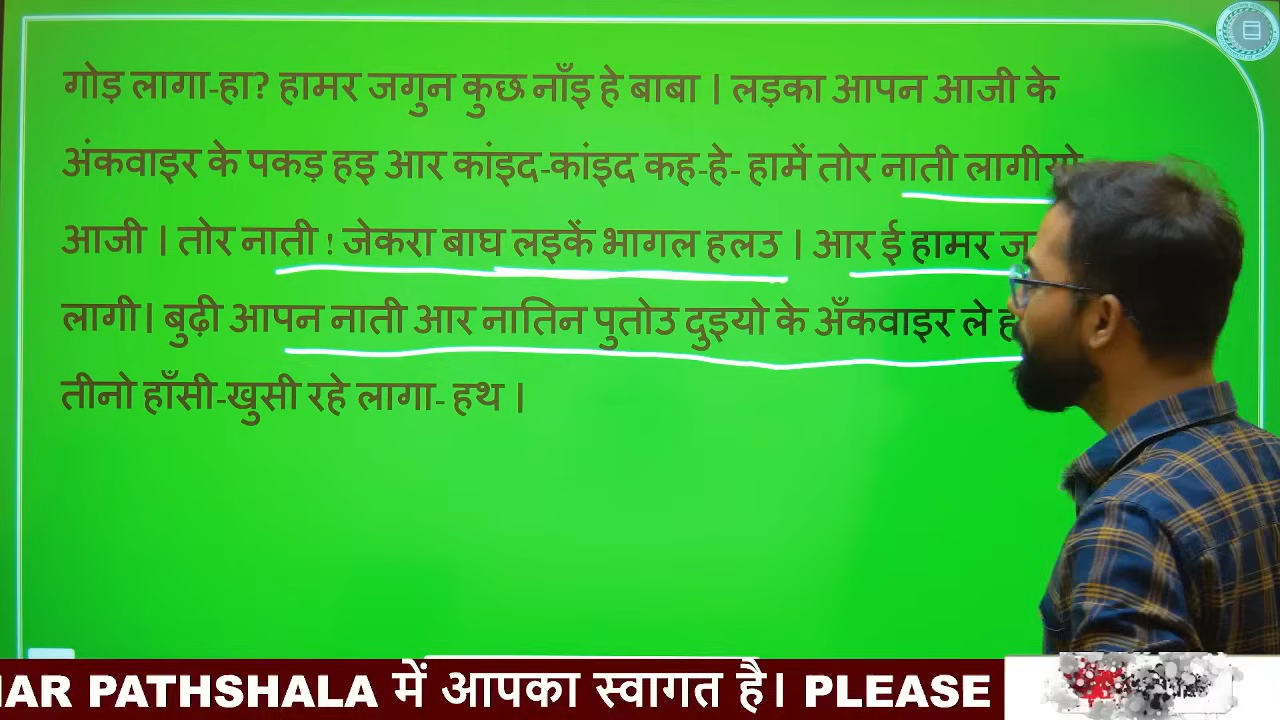 गोड़ लागा-हा? हामर जगुन कुछ नाँइ हे बाबा । लड़का आपन आजी के
अंकवाइर के पकड़ हइ आर कांइद-कांइद कह-हे- हामें तोर नाती
आजी । तोर नाती ! जेकरा बाघ लइकें भागल हलउ । आर ई हामर
लागी। बुढ़ी आपन नाती आर नातिन पुतोउ दुइयो के अँकवाइर ले
तीनो हाँसी-खुसी रहे लागा- हथ ।
PATHSHALA में आपका स्वागत है। PLEASE